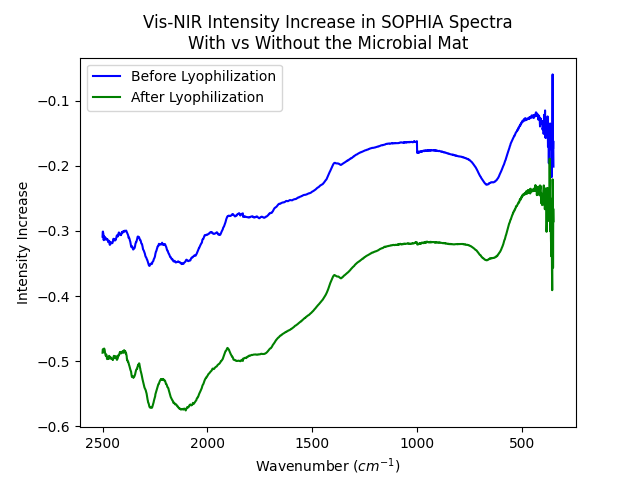 Vis-NIR Intensity Increase in SOPHIA Spectra
With vs Without the Microbial Mat
Before Lyophilization
After Lyophilization
Intensity Increase
−0.1
−0.2
−0.3
−0.4
−0.5
−0.6
2500 2000 1500 1000 500
Wavenumber (cm⁻¹)